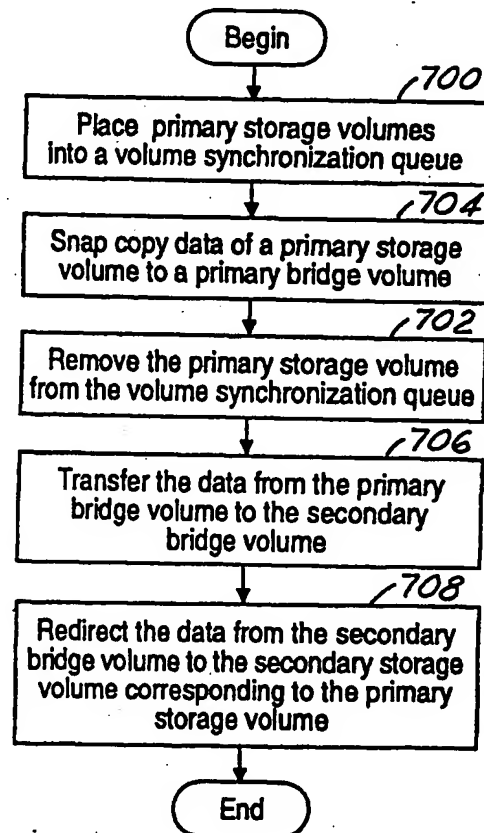 Begin
700
Place primary storage volumes
into a volume synchronization queue
704
Snap copy data of a primary storage
volume to a primary bridge volume
702
Remove the primary storage volume
from the volume synchronization queue
706
Transfer the data from the primary
bridge volume to the secondary
bridge volume
708
Redirect the data from the secondary
bridge volume to the secondary storage
volume corresponding to the primary
storage volume
End